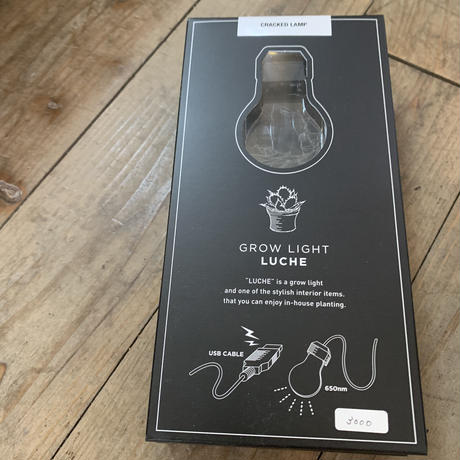 CRACKED LAMP
GROW LIGHT
LUCHE
"LUCHE" is a grow light
and one of the stylish interior items.
that you can enjoy in-house planting.
USB CABLE
650nm
3000